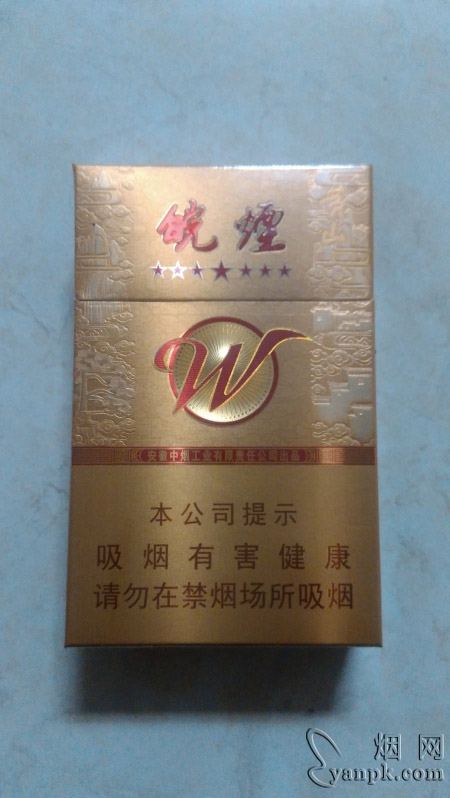 皖煙
W
安徽中烟工业有限责任公司出品
本公司提示
吸烟有害健康
请勿在禁烟场所吸烟
烟网
yanpk.com